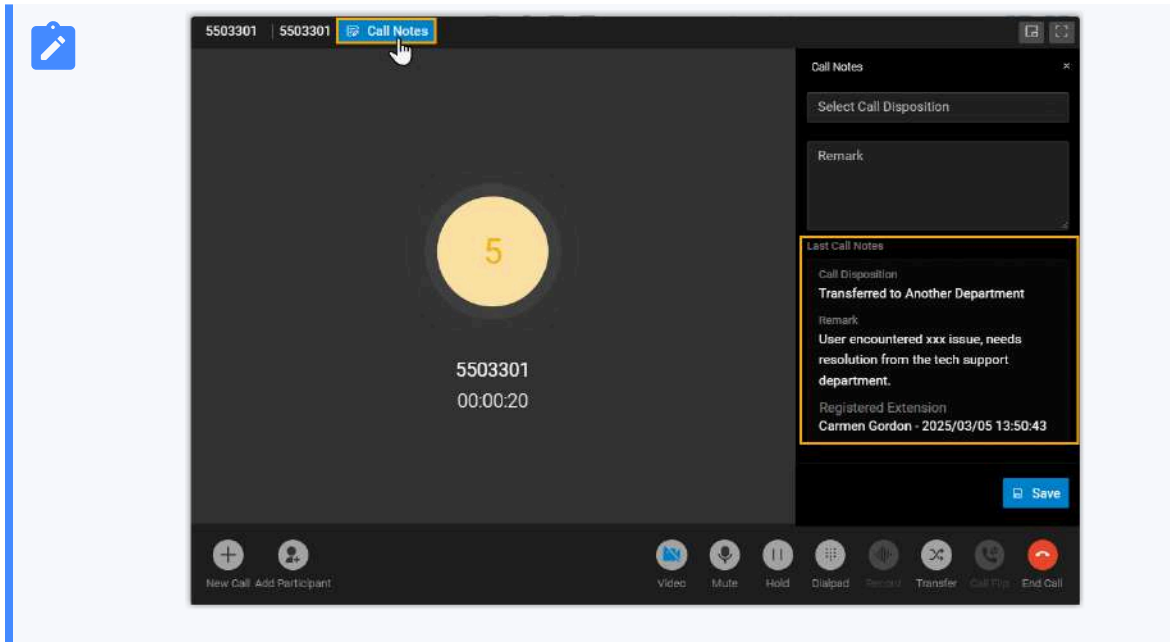 5503301 5503301 Call Notes
Call Notes ×
Select Call Disposition
Remark
5
5503301
00:00:20
Last Call Notes
Call Disposition
Transferred to Another Department
Remark
User encountered xxx issue, needs
resolution from the tech support
department.
Registered Extension
Carmen Gordon - 2025/03/05 13:50:43
Save
New Call Add Participant Video Mute Hold Dialpad Record Transfer Call Flip End Call